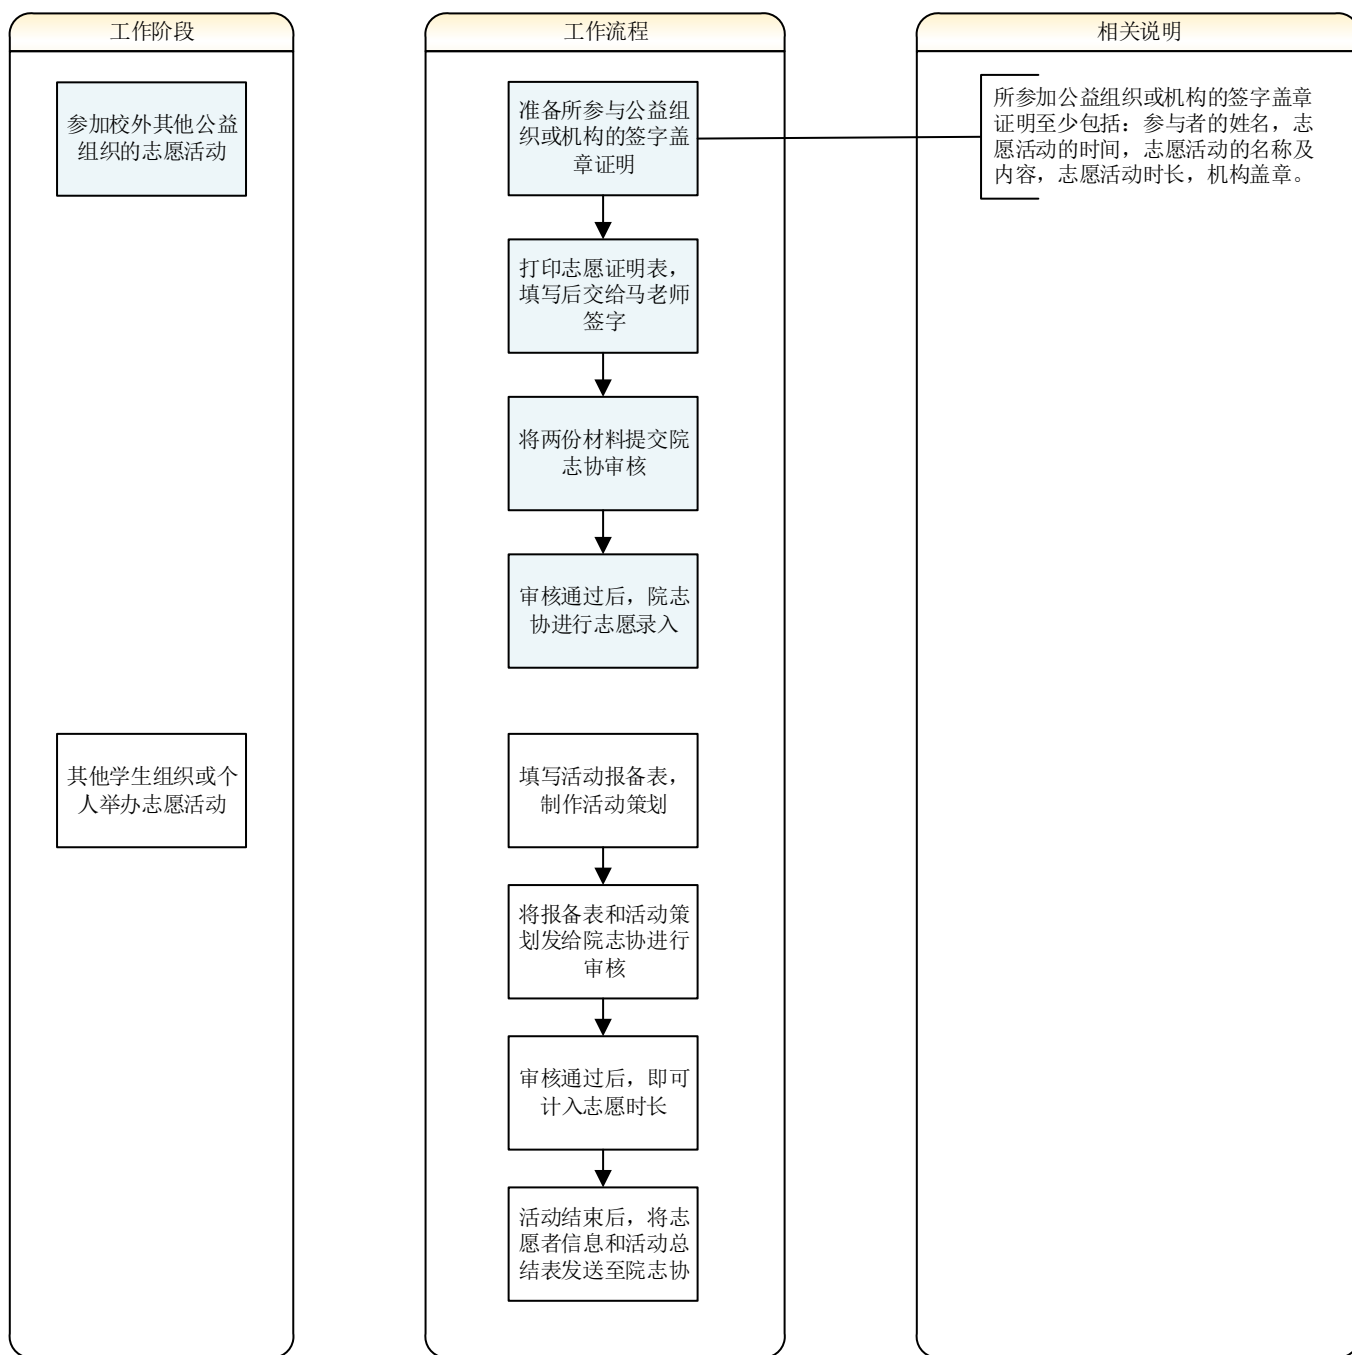 工作阶段
工作流程
相关说明
参加校外其他公益
组织的志愿活动
准备所参与公益组
织或机构的签字盖
章证明
所参加公益组织或机构的签字盖章
证明至少包括：参与者的姓名，志
愿活动的时间，志愿活动的名称及
内容，志愿活动时长，机构盖章。
打印志愿证明表，
填写后交给马老师
签字
将两份材料提交院
志协审核
审核通过后，院志
协进行志愿录入
其他学生组织或个
人举办志愿活动
填写活动报备表，
制作活动策划
将报备表和活动策
划发给院志协进行
审核
审核通过后，即可
计入志愿时长
活动结束后，将志
愿者信息和活动总
结表发送至院志协